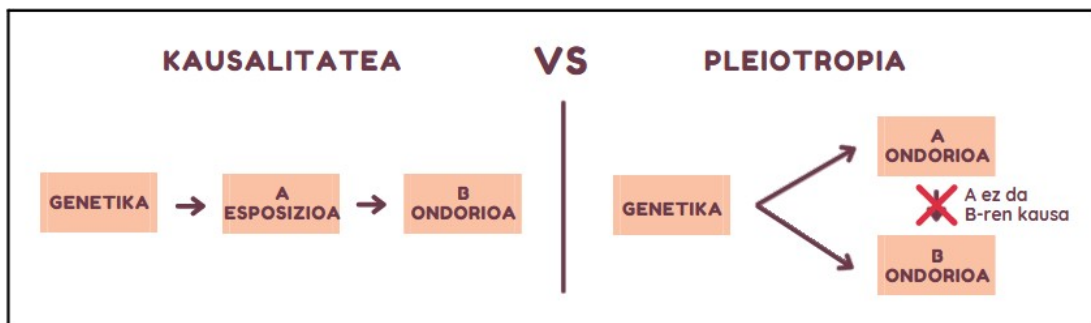 KAUSALITATEA
VS
PLEIOTROPIA
GENETIKA
A
ESPOSIZIOA
B
ONDORIOA
GENETIKA
A
ONDORIOA
A ez da
B-ren kausa
B
ONDORIOA